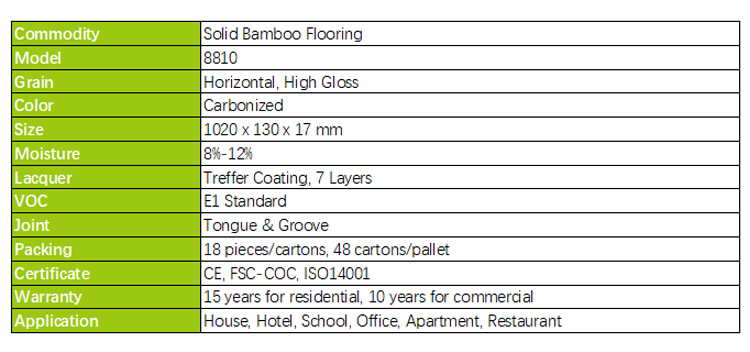 Commodity Solid Bamboo Flooring
Model 8810
Grain Horizontal, High Gloss
Color Carbonized
Size 1020 x 130 x 17 mm
Moisture 8%-12%
Lacquer Treffer Coating, 7 Layers
VOC E1 Standard
Joint Tongue & Groove
Packing 18 pieces/cartons, 48 cartons/pallet
Certificate CE, FSC-COC, ISO14001
Warranty 15 years for residential, 10 years for commercial
Application House, Hotel, School, Office, Apartment, Restaurant